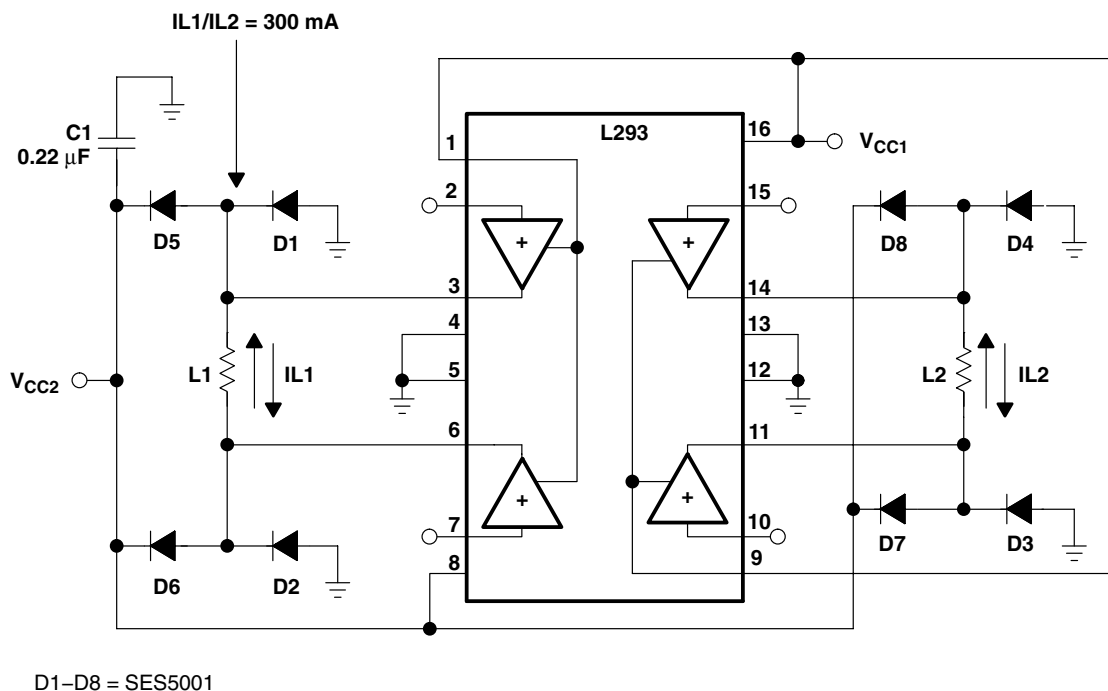 IL1/IL2 = 300 mA
C1
0.22 μF
L293
1
16
VCC1
2
15
D5
D1
D8
D4
3
14
4
13
VCC2
L1
IL1
5
12
L2
IL2
6
11
7
10
D6
D2
8
9
D7
D3
+
+
+
+
D1–D8 = SES5001